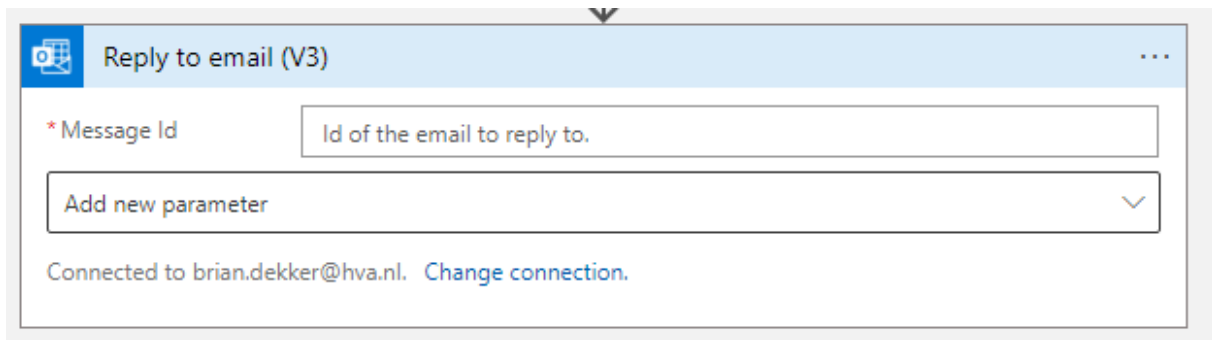 Reply to email (V3)
* Message Id
Id of the email to reply to.
Add new parameter
Connected to brian.dekker@hva.nl. Change connection.